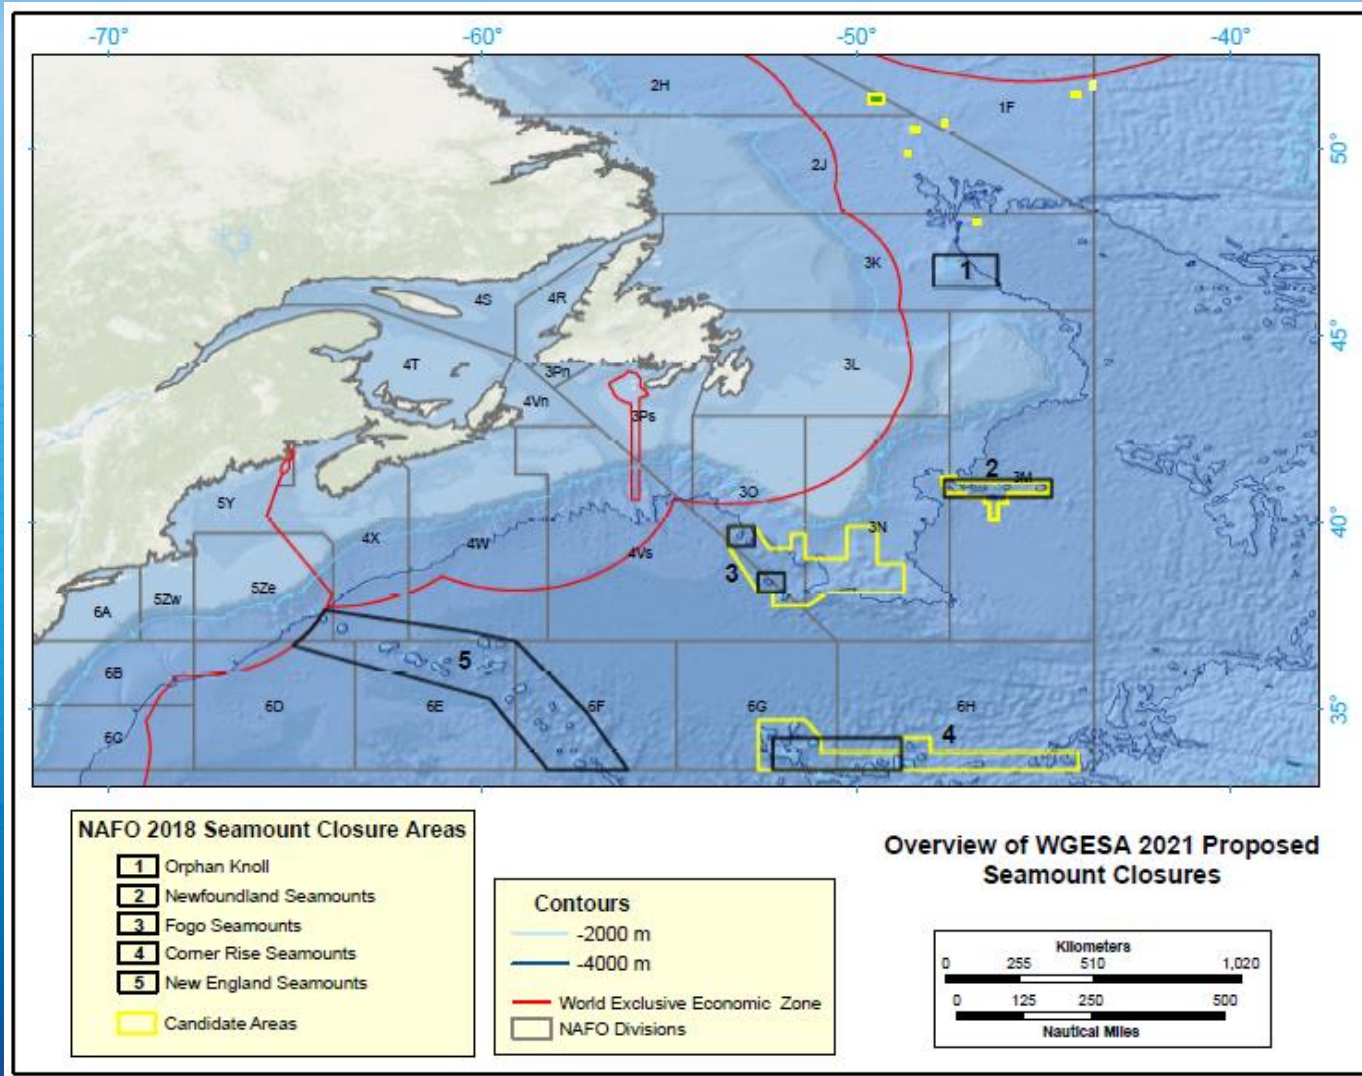 -70° -60° -50° -40°
2H
1F
50°
2J
3K
1
4S 4R
45°
4T
3Pn
3L
4Vn
3Ps
2
3M
5Y
3O
40°
4X
4W
4Vs
3N
3
5Ze
5Zw
6A
5
6B
6D 6E 6F 6G 6H
35°
4
6C
NAFO 2018 Seamount Closure Areas
1 Orphan Knoll
2 Newfoundland Seamounts
3 Fogo Seamounts
4 Corner Rise Seamounts
5 New England Seamounts
Candidate Areas
Contours
-2000 m
-4000 m
World Exclusive Economic Zone
NAFO Divisions
Overview of WGESA 2021 Proposed
Seamount Closures
Kilometers
0 255 510 1,020
0 125 250 500
Nautical Miles